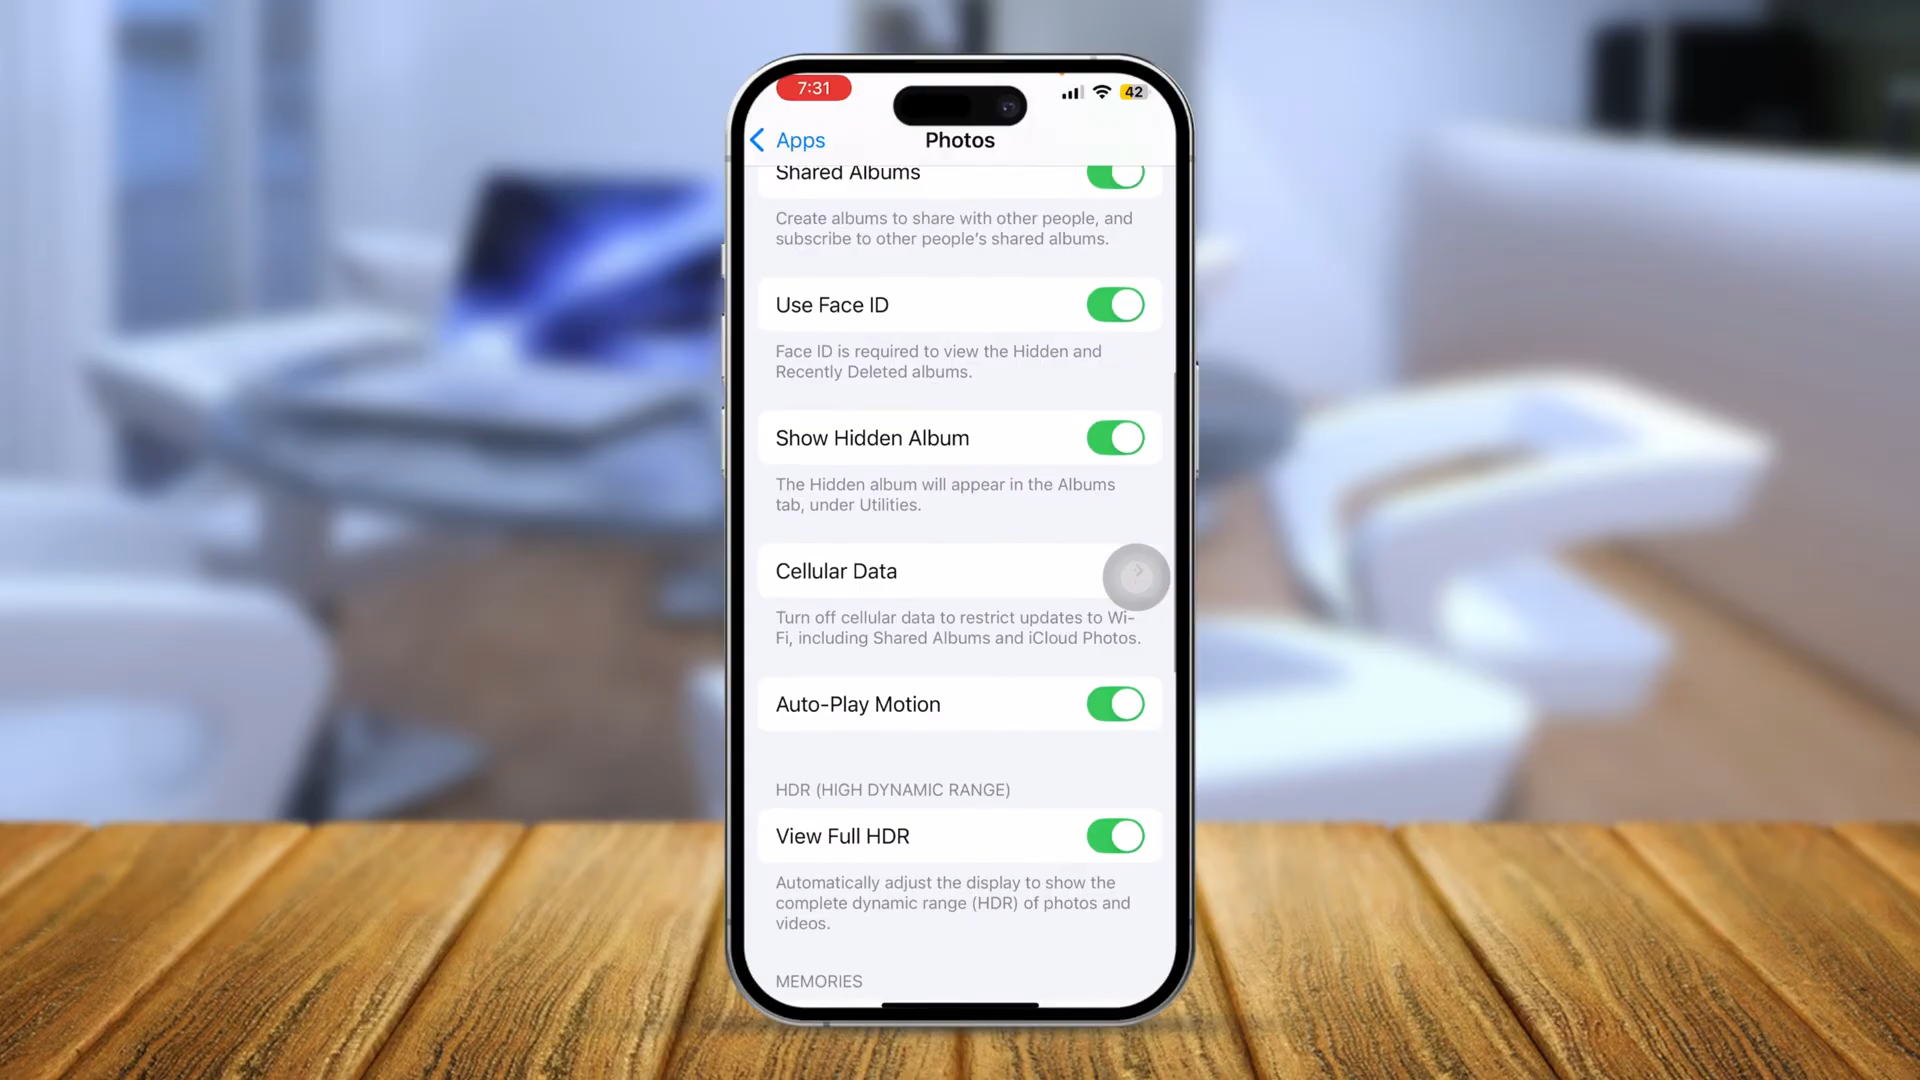 7:31
42
Apps
Photos
Shared Albums
Create albums to share with other people, and
subscribe to other people's shared albums.
Use Face ID
Face ID is required to view the Hidden and
Recently Deleted albums.
Show Hidden Album
The Hidden album will appear in the Albums
tab, under Utilities.
Cellular Data
Turn off cellular data to restrict updates to Wi-
Fi, including Shared Albums and iCloud Photos.
Auto-Play Motion
HDR (HIGH DYNAMIC RANGE)
View Full HDR
Automatically adjust the display to show the
complete dynamic range (HDR) of photos and
videos.
MEMORIES